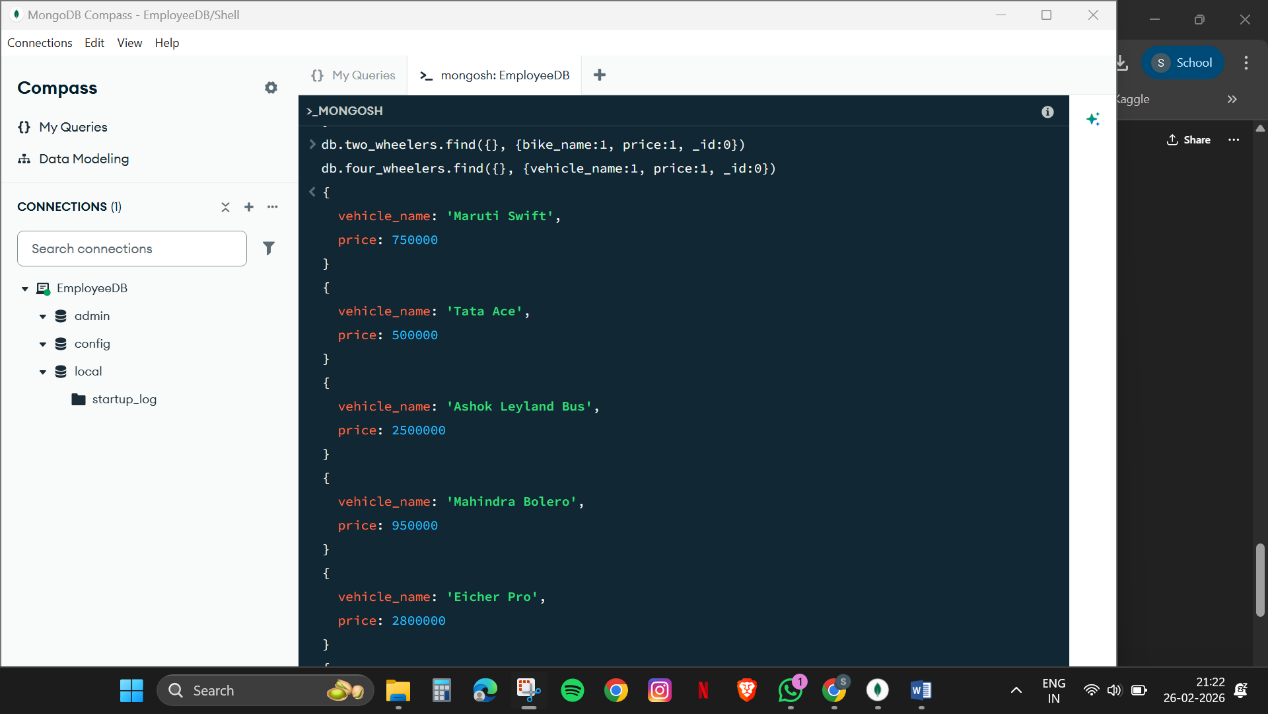 MongoDB Compass - EmployeeDB/Shell
Connections Edit View Help
Compass
{} My Queries
Data Modeling
CONNECTIONS (1)
Search connections
EmployeeDB
admin
config
local
startup_log
{} My Queries
>_ mongosh: EmployeeDB
>_MONGOSH
db.two_wheelers.find({}, {bike_name:1, price:1, _id:0})
db.four_wheelers.find({}, {vehicle_name:1, price:1, _id:0})
{
vehicle_name: 'Maruti Swift',
price: 750000
}
{
vehicle_name: 'Tata Ace',
price: 500000
}
{
vehicle_name: 'Ashok Leyland Bus',
price: 2500000
}
{
vehicle_name: 'Mahindra Bolero',
price: 950000
}
{
vehicle_name: 'Eicher Pro',
price: 2800000
}
S School
Kaggle
Share
Search
N
1
S
W
ENG
IN
21:22
26-02-2026